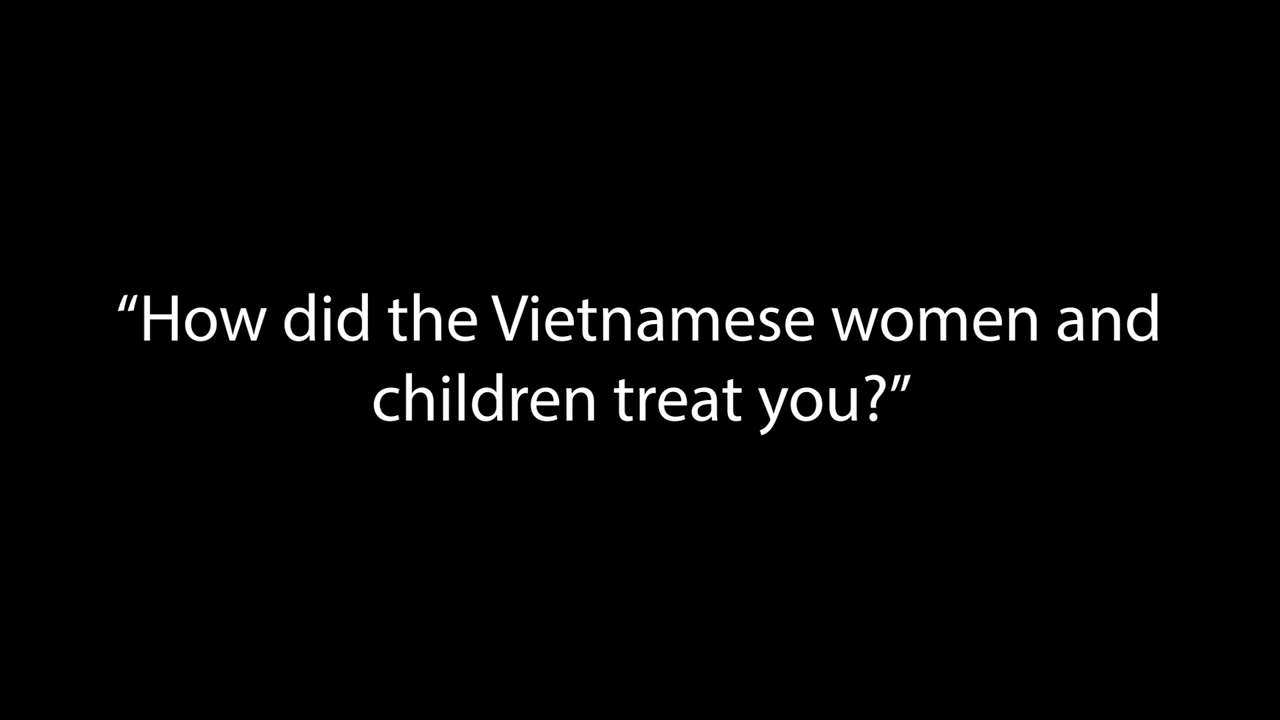 “How did the Vietnamese women and
children treat you?”